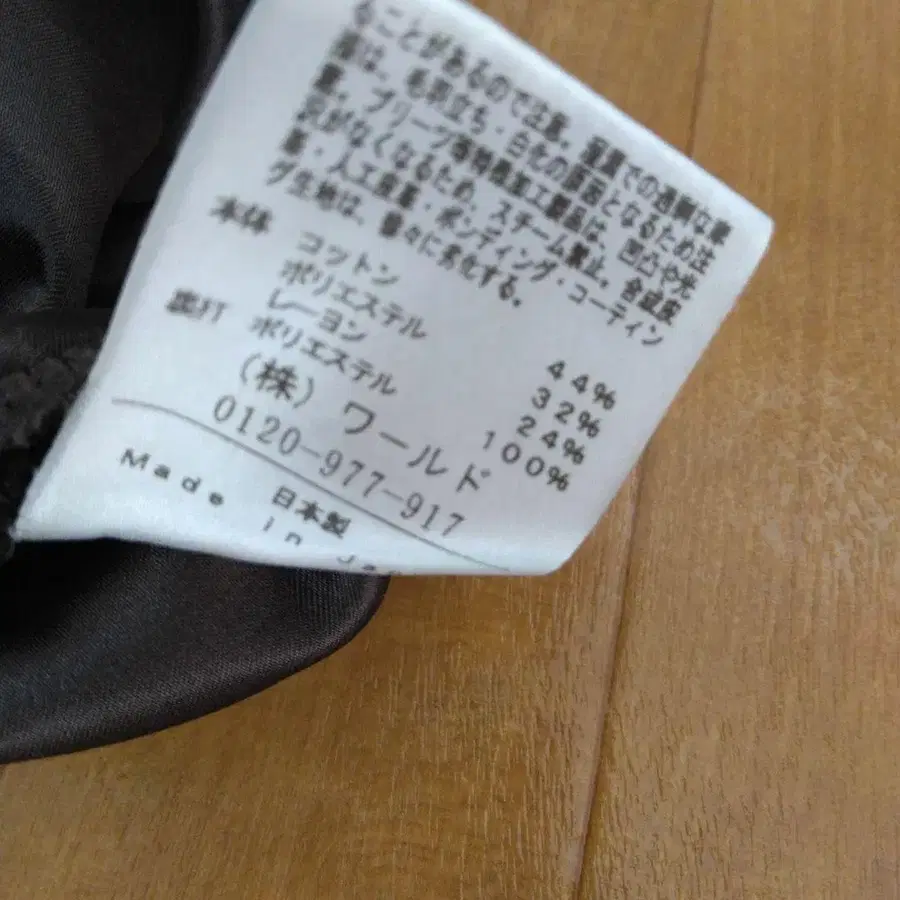 ることがあるので注意。湿潤での過剰な摩
擦は、毛羽立ち・白化の原因となるため注
意。プリーツ等特殊加工製品は、凹凸や光
沢がなくなるため、スチーム禁止。合成皮
革・人工皮革・ボンディング・コーティン
グ生地は、徐々に劣化する。
本体 コットン 44%
ポリエステル 32%
レーヨン 24%
裏打 ポリエステル 100%
(株) ワールド
0120-977-917
日本製
Made in